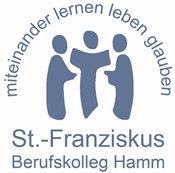 miteinander lernen leben glauben
St.-Franziskus
Berufskolleg Hamm